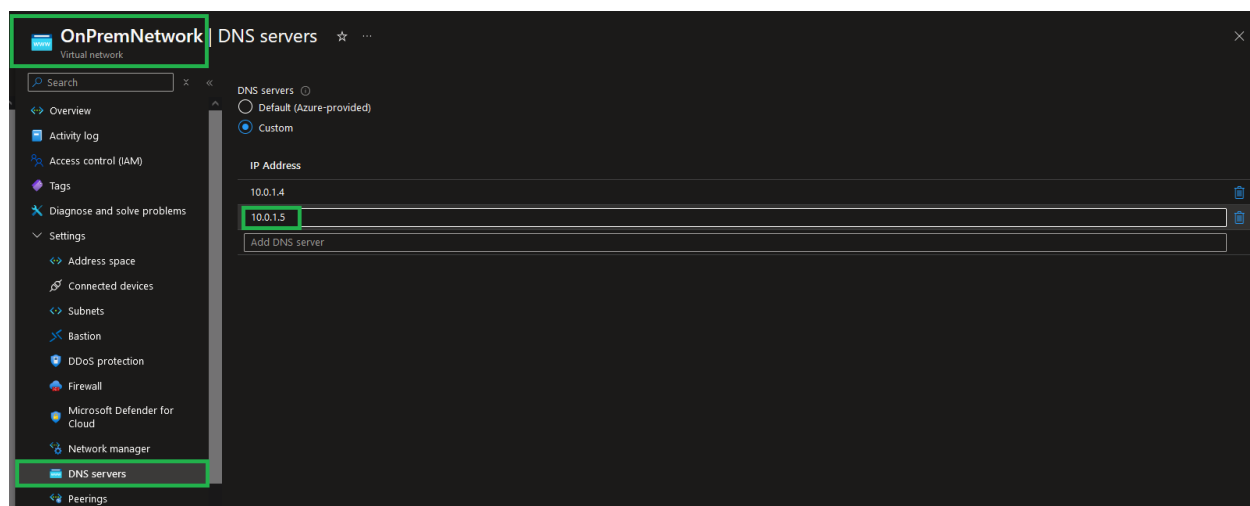 OnPremNetwork | DNS servers
Virtual network
Search
Overview
Activity log
Access control (IAM)
Tags
Diagnose and solve problems
Settings
Address space
Connected devices
Subnets
Bastion
DDoS protection
Firewall
Microsoft Defender for
Cloud
Network manager
DNS servers
Peerings
DNS servers
Default (Azure-provided)
Custom
IP Address
10.0.1.4
10.0.1.5
Add DNS server